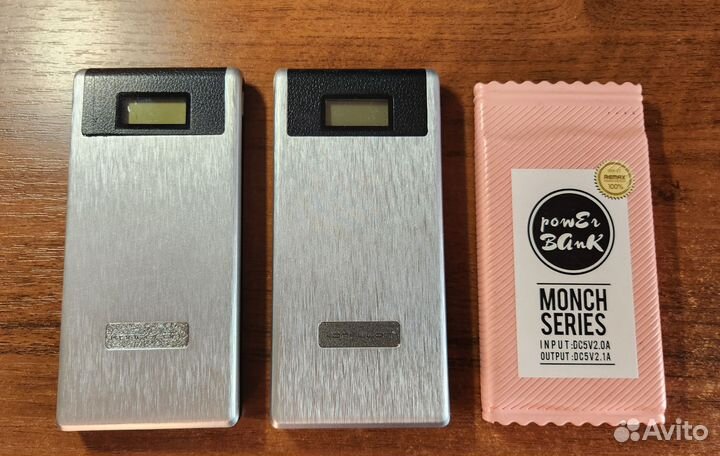 REMAX
100%
powEr
BAnK
MONCH
SERIES
INPUT:DC5V2.0A
OUTPUT:DC5V2.1A
Avito